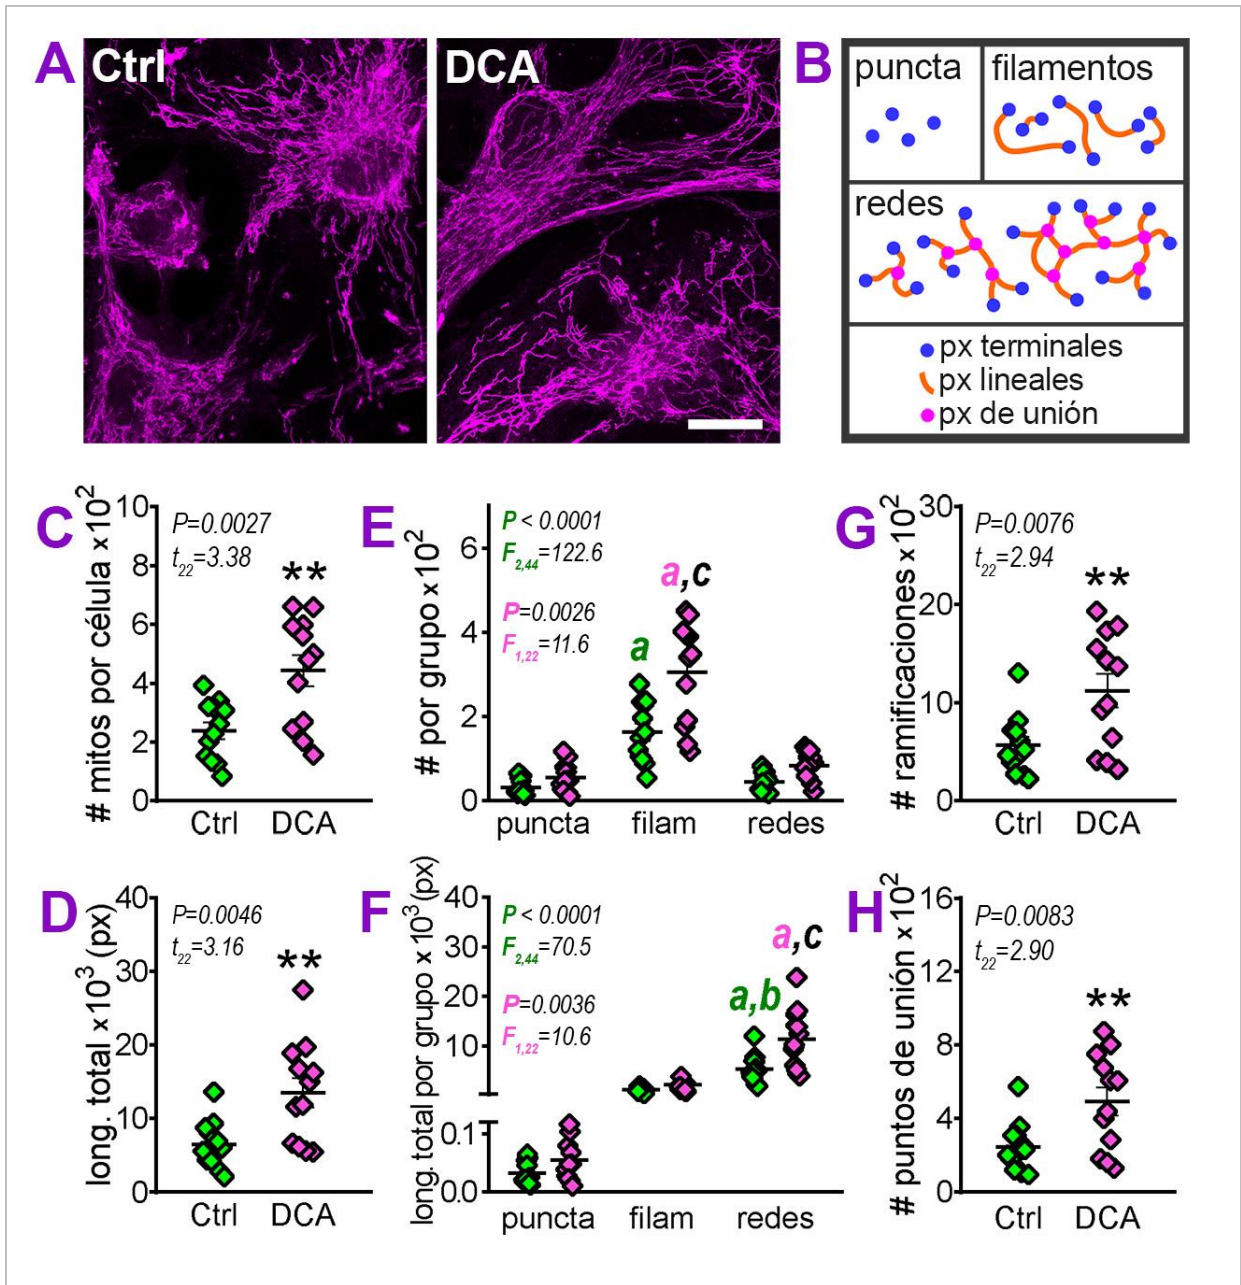 A
Ctrl
DCA
B
puncta
filamentos
redes
px terminales
px lineales
px de unión
C
# mitos por célula ×10²
10
8
6
4
2
0
P=0.0027
t₂₂=3.38
**
Ctrl
DCA
E
# por grupo × 10²
6
4
2
0
P < 0.0001
F₂,₄₄=122.6
P=0.0026
F₁,₂₂=11.6
a
a,c
puncta
filam
redes
G
# ramificaciones ×10²
30
20
10
0
P=0.0076
t₂₂=2.94
**
Ctrl
DCA
D
long. total ×10³ (px)
40
30
20
10
0
P=0.0046
t₂₂=3.16
**
Ctrl
DCA
F
long. total por grupo x 10³ (px)
40
30
20
10
0.1
0.0
P < 0.0001
F₂,₄₄=70.5
P=0.0036
F₁,₂₂=10.6
a,b
a,c
puncta
filam
redes
H
# puntos de unión ×10²
16
12
8
4
0
P=0.0083
t₂₂=2.90
**
Ctrl
DCA